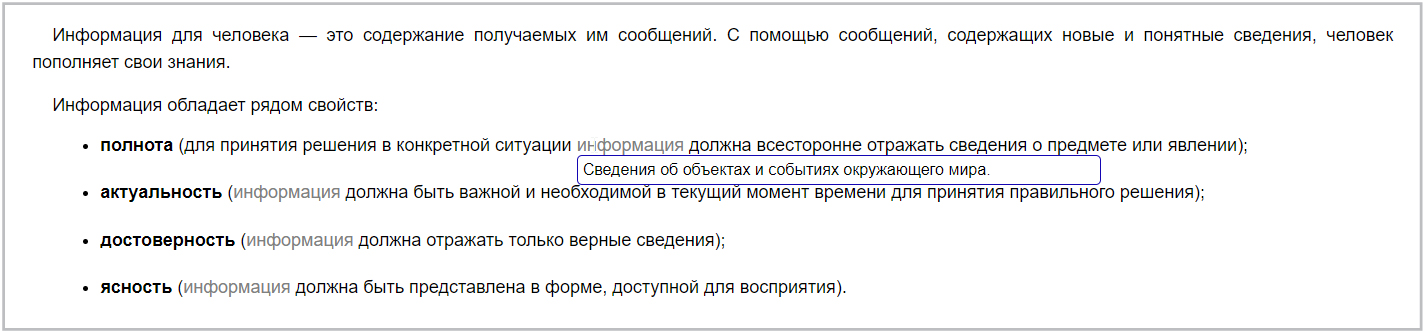 Информация для человека — это содержание получаемых им сообщений. С помощью сообщений, содержащих новые и понятные сведения, человек
пополняет свои знания.
Информация обладает рядом свойств:
• полнота (для принятия решения в конкретной ситуации информация должна всесторонне отражать сведения о предмете или явлении);
Сведения об объектах и событиях окружающего мира.
• актуальность (информация должна быть важной и необходимой в текущий момент времени для принятия правильного решения);
• достоверность (информация должна отражать только верные сведения);
• ясность (информация должна быть представлена в форме, доступной для восприятия).